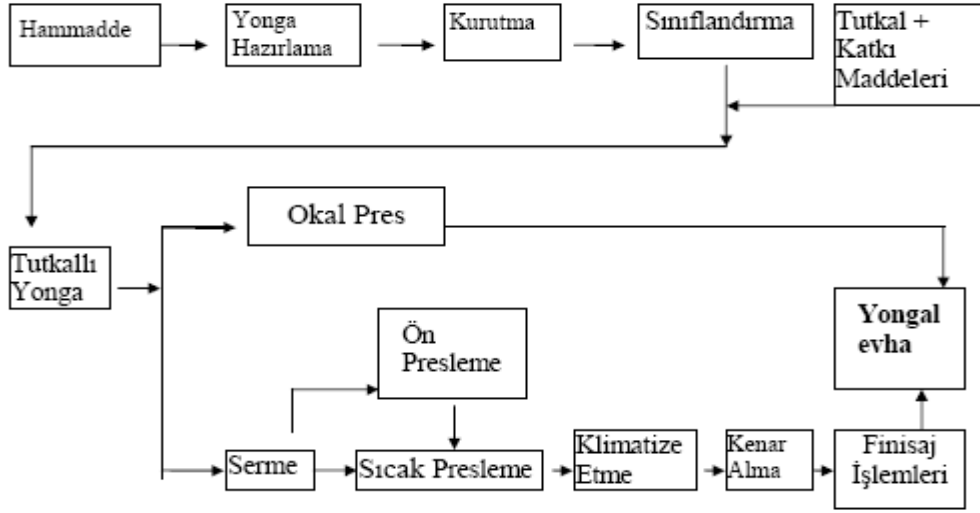 Hammadde
Yonga
Hazırlama
Kurutma
Sınıflandırma
Tutkal +
Katkı
Maddeleri
Okal Pres
Tutkallı
Yonga
Ön
Presleme
Yongal
evha
Serme
Sıcak Presleme
Klimatize
Etme
Kenar
Alma
Finisaj
İşlemleri